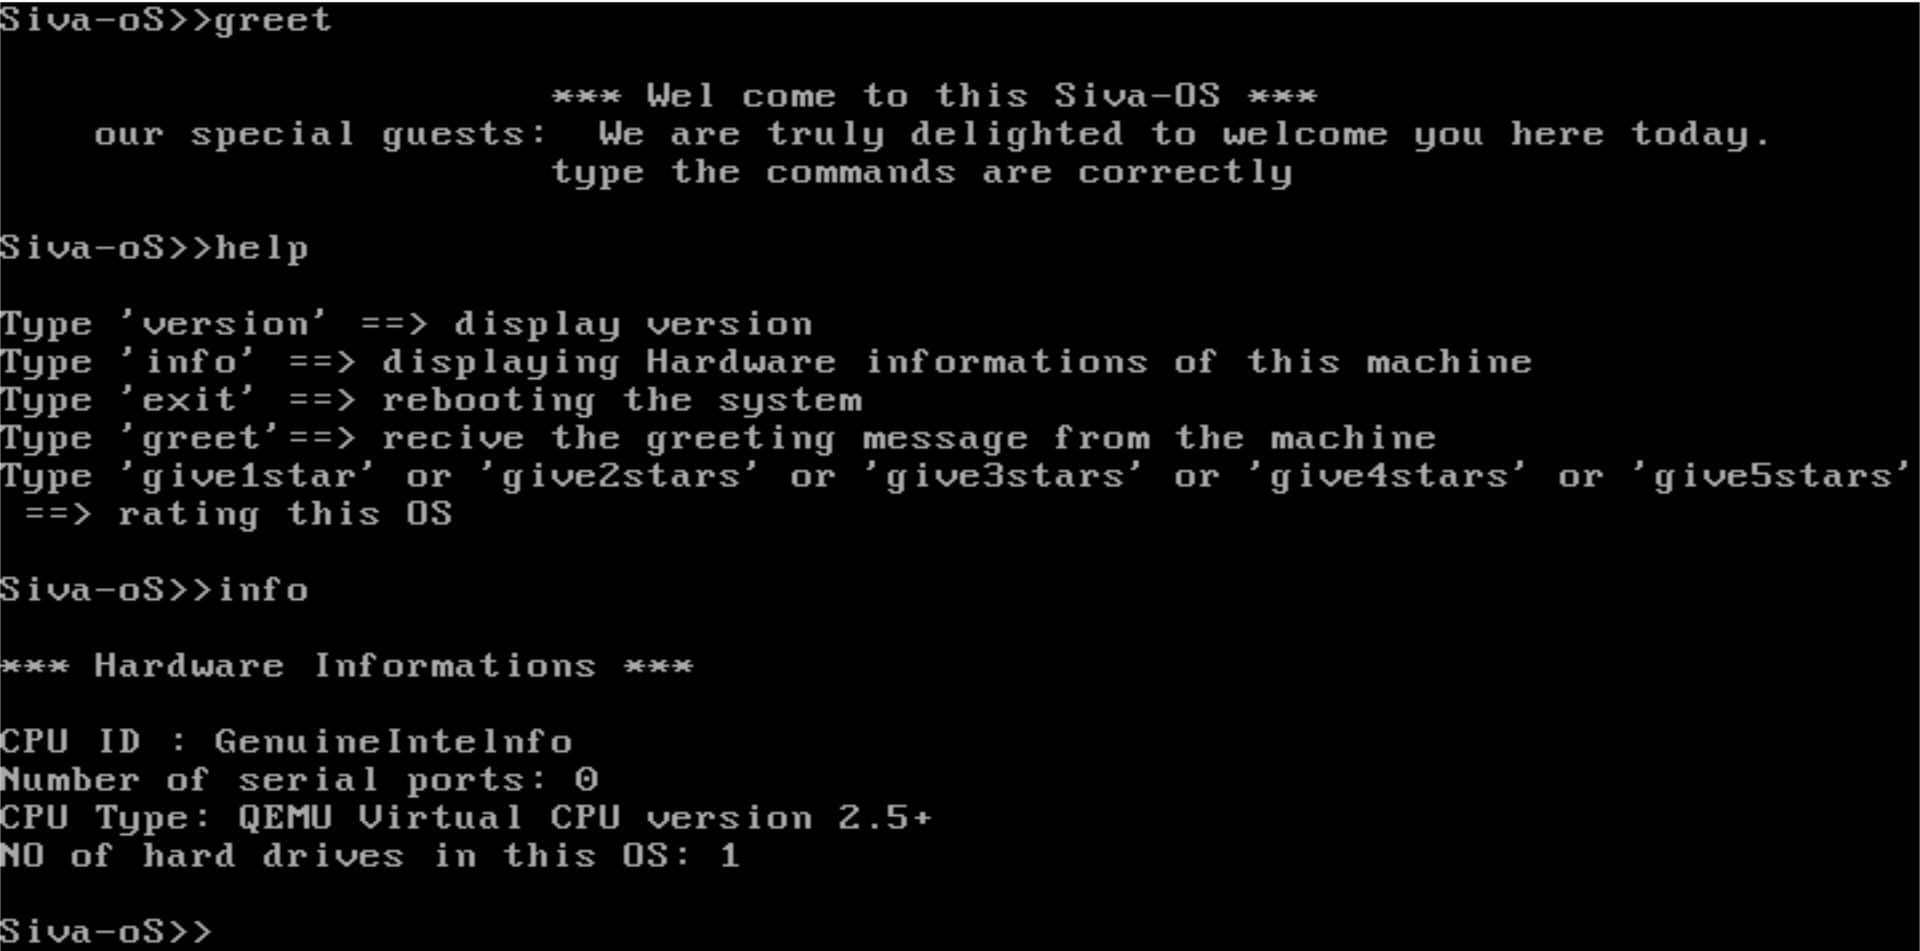 Siva-oS>>greet
*** Wel come to this Siva-OS ***
our special guests:  We are truly delighted to welcome you here today.
type the commands are correctly
Siva-oS>>help
Type 'version' ==> display version
Type 'info' ==> displaying Hardware informations of this machine
Type 'exit' ==> rebooting the system
Type 'greet'==> recive the greeting message from the machine
Type 'give1star' or 'give2stars' or 'give3stars' or 'give4stars' or 'give5stars'
==> rating this OS
Siva-oS>>info
*** Hardware Informations ***
CPU ID : GenuineIntelnfo
Number of serial ports: 0
CPU Type: QEMU Virtual CPU version 2.5+
NO of hard drives in this OS: 1
Siva-oS>>